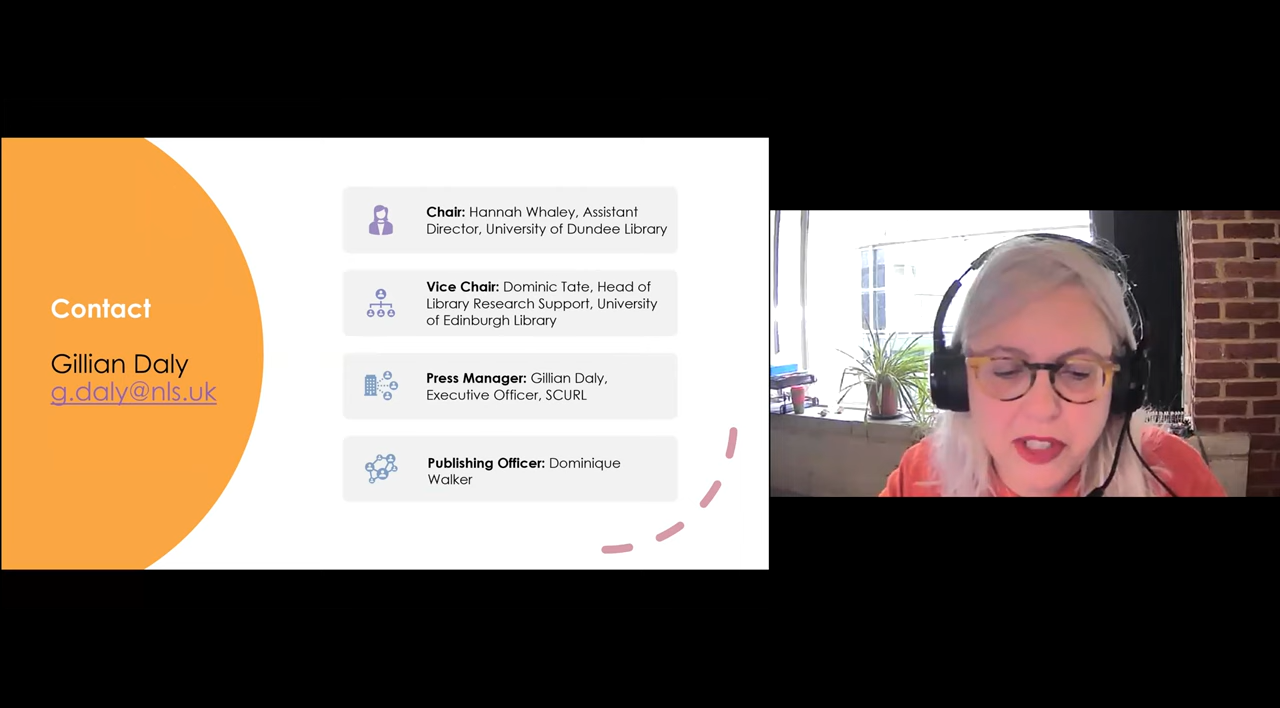 Contact
Gillian Daly
g.daly@nls.uk
Chair: Hannah Whaley, Assistant
Director, University of Dundee Library
Vice Chair: Dominic Tate, Head of
Library Research Support, University
of Edinburgh Library
Press Manager: Gillian Daly,
Executive Officer, SCURL
Publishing Officer: Dominique
Walker